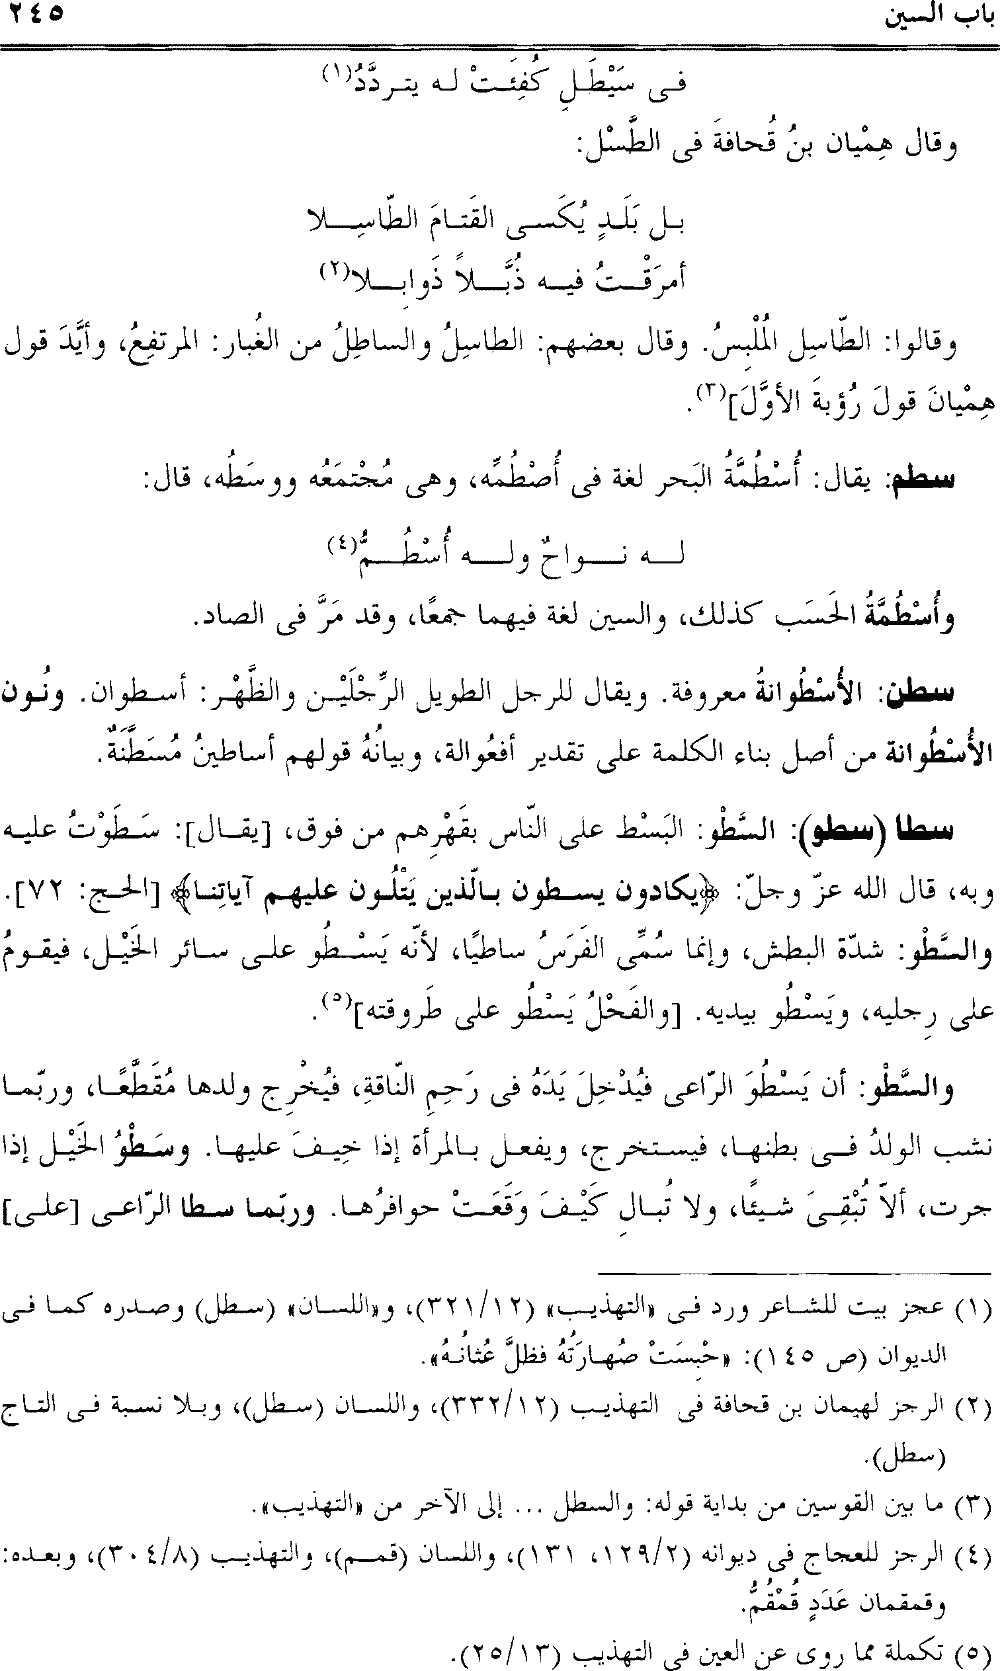 باب السين ٢٤٥
فى سَيْطَلٍ كُفِئَتْ له يتردَّدُ(١)
وقال هِمْيان بنُ قُحافةَ فى الطَّسْل:
بل بَلَدٍ يُكَسى القَتامَ الطّاسِلا
أمرَقْتُ فيه ذُبَّلاً ذَوابِلا(٢)
وقالوا: الطّاسِل المُلْبِسُ. وقال بعضهم: الطاسِلُ والساطِلُ من الغُبار: المرتفِعُ، وأيَّدَ قول
هِمْيانَ قولَ رُؤبةَ الأوَّلَ](٣).
سطم: يقال: أُسْطُمَّةُ البَحر لغة فى أُصْطُمِّه، وهى مُجْتمَعُه ووسَطُه، قال:
له نواحٌ وله أُسْطُمُّ(٤)
وأُسْطُمَّةُ الحَسَب كذلك، والسين لغة فيهما جمعًا، وقد مَرَّ فى الصاد.
سطن: الأُسْطُوانةُ معروفة. ويقال للرجل الطويل الرِّجْلَيْن والظَّهْر: أسطوان. ونُون
الأُسْطُوانة من أصل بناء الكلمة على تقدير أفعُوالة، وبيانُهُ قولهم أساطينُ مُسَطَّنَةٌ.
سطا (سطو): السَّطْو: البَسْط على النّاس بقَهْرِهم من فوق، [يقال]: سَطَوْتُ عليه
وبه، قال الله عزّ وجلّ: ﴿يكادون يسطون بالّذين يَتْلُون عليهم آياتِنا﴾ [الحج: ٧٢].
والسَّطْو: شدّة البطش، وإنما سُمِّى الفَرَسُ ساطيًا، لأنّه يَسْطُو على سائر الخَيْل، فيقومُ
على رِجليه، ويَسْطُو بيديه. [والفَحْلُ يَسْطُو على طَروقته](٥).
والسَّطْو: أن يَسْطُوَ الرّاعى فيُدْخِلَ يَدَهُ فى رَحِمِ النّاقةِ، فيُخْرِج ولدها مُقَطَّعًا، وربّما
نشب الولدُ فى بطنها، فيستخرج، ويفعل بالمرأة إذا خِيفَ عليها. وسَطْوُ الخَيْل إذا
جرت، ألاّ تُبْقِىَ شيئًا، ولا تُبالِ كَيْفَ وَقَعَتْ حوافرُها. وربّما سطا الرّاعى [على]
(١) عجز بيت للشاعر ورد فى «التهذيب» (٣٢١/١٢)، و«اللسان» (سطل) وصدره كما فى
الديوان (ص ١٤٥): «حُبِسَتْ صُهارَتُهُ فظلَّ عُثانُهُ».
(٢) الرجز لهيمان بن قحافة فى التهذيب (٣٣٢/١٢)، واللسان (سطل)، وبلا نسبة فى التاج
(سطل).
(٣) ما بين القوسين من بداية قوله: والسطل ... إلى الآخر من «التهذيب».
(٤) الرجز للعجاج فى ديوانه (١٢٩/٢، ١٣١)، واللسان (قمم)، والتهذيب (٣٠٤/٨)، وبعده:
وقمقمان عَدَدٍ قُمْقُمُّ.
(٥) تكملة مما روى عن العين فى التهذيب (٢٥/١٣).